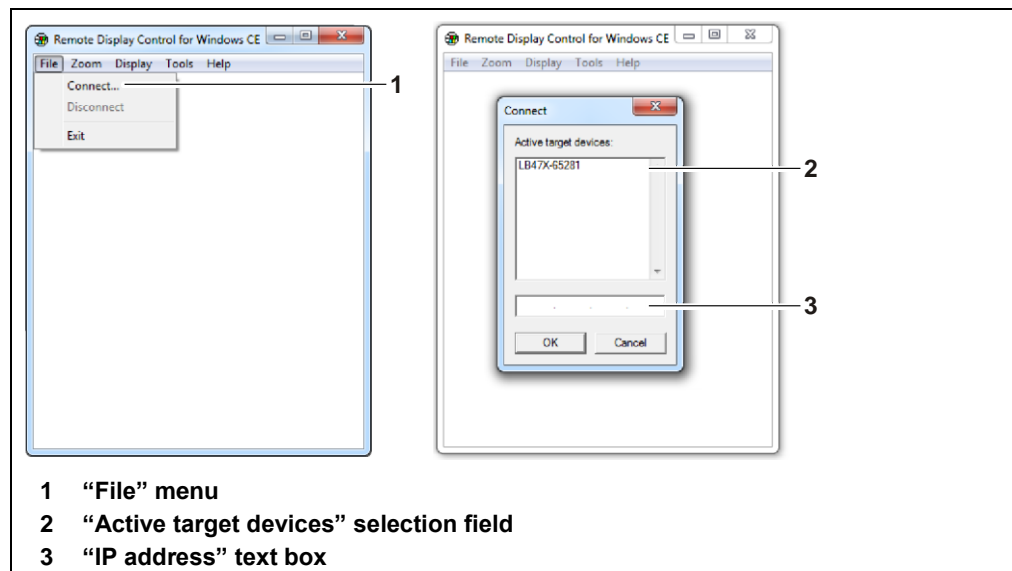 Remote Display Control for Windows CE
File Zoom Display Tools Help
Connect...
Disconnect
Exit
1
Remote Display Control for Windows CE
File Zoom Display Tools Help
Connect
Active target devices:
LB47X-65281
2
. . .
3
OK Cancel
1 “File” menu
2 “Active target devices” selection field
3 “IP address” text box